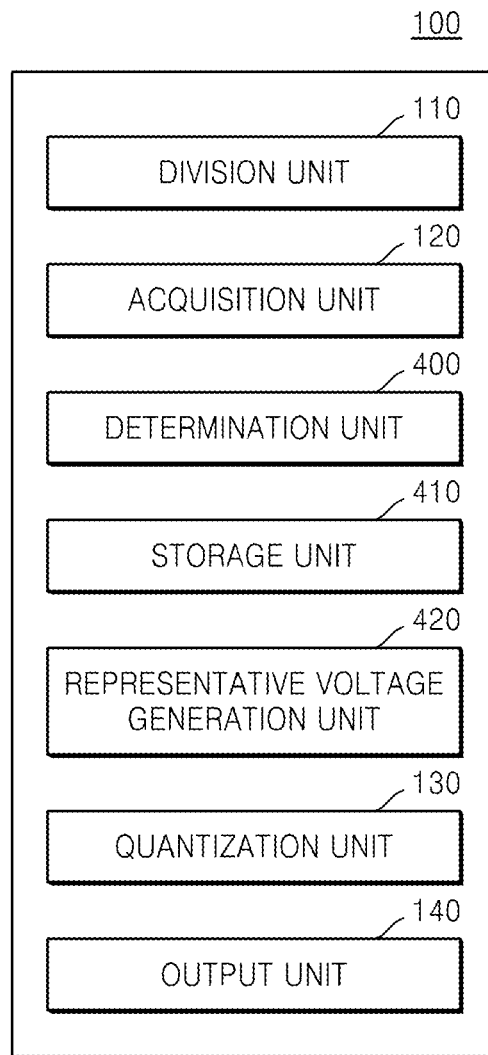 100
110
DIVISION UNIT
120
ACQUISITION UNIT
400
DETERMINATION UNIT
410
STORAGE UNIT
420
REPRESENTATIVE VOLTAGE
GENERATION UNIT
130
QUANTIZATION UNIT
140
OUTPUT UNIT